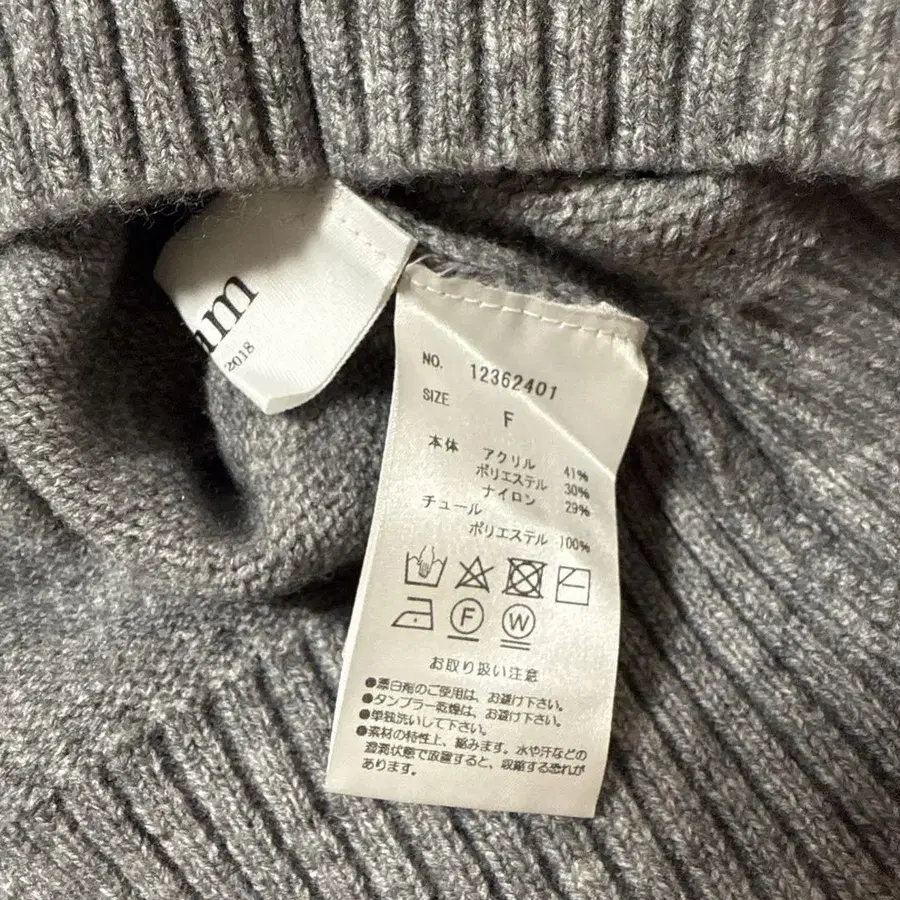 um
2018
NO. 12362401
SIZE F
本体 アクリル 41%
ポリエステル 30%
ナイロン 29%
チュール
ポリエステル 100%
F W
お取り扱い注意
●漂白剤のご使用は、お避け下さい。
●タンブラー乾燥は、お避け下さい。
●単独洗いして下さい。
●素材の特性上、縮みます。水や汗などの
湿潤状態で放置すると、収縮する恐れが
あります。